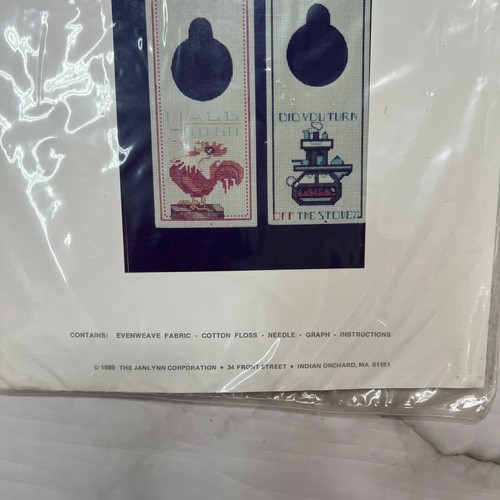 Y'ALL
DID YOU TURN
OFF THE STOVE?
CONTAINS: EVENWEAVE FABRIC • COTTON FLOSS • NEEDLE • GRAPH • INSTRUCTIONS
THE JANLYNN CORPORATION ★ 34 FRONT STREET ★ INDIAN ORCHARD, MA 01151